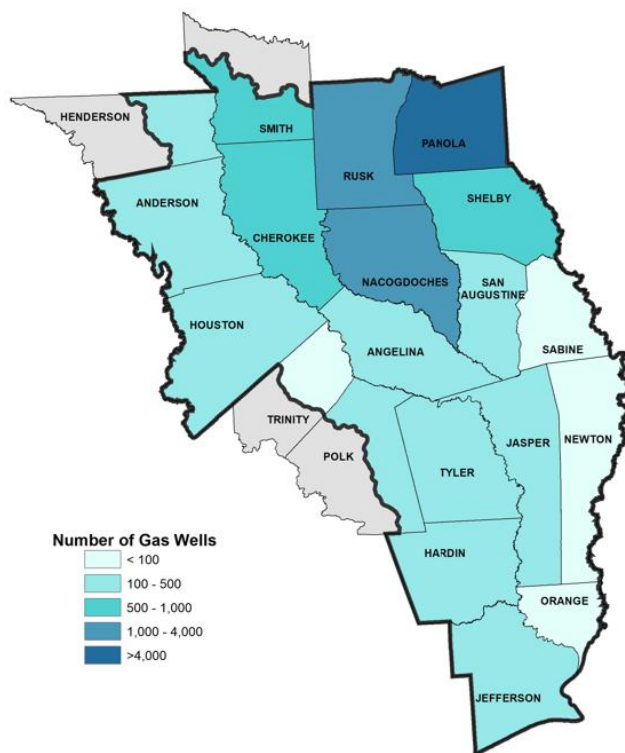 HENDERSON
SMITH
PANOLA
RUSK
ANDERSON
SHELBY
CHEROKEE
NACOGDOCHES
SAN
AUGUSTINE
HOUSTON
SABINE
ANGELINA
TRINITY
JASPER
NEWTON
POLK
TYLER
Number of Gas Wells
< 100
100 - 500
500 - 1,000
1,000 - 4,000
>4,000
HARDIN
ORANGE
JEFFERSON